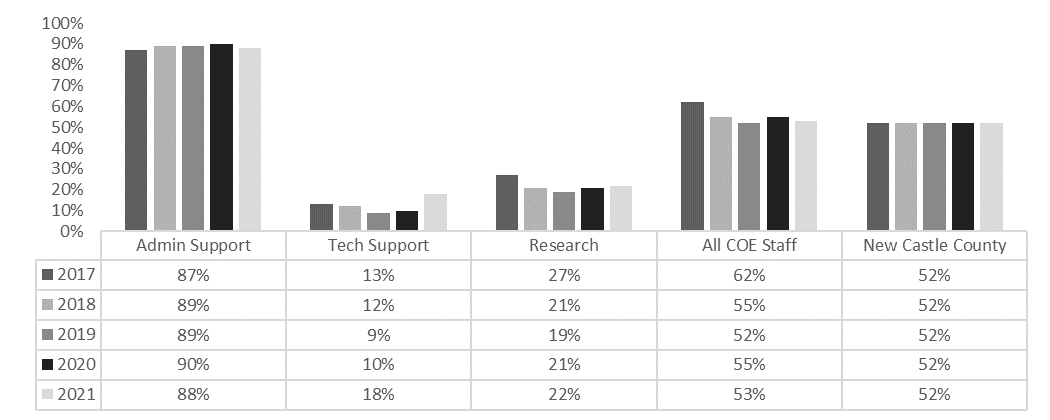 100%
90%
80%
70%
60%
50%
40%
30%
20%
10%
0%
Admin Support Tech Support Research All COE Staff New Castle County
2017 87% 13% 27% 62% 52%
2018 89% 12% 21% 55% 52%
2019 89% 9% 19% 52% 52%
2020 90% 10% 21% 55% 52%
2021 88% 18% 22% 53% 52%